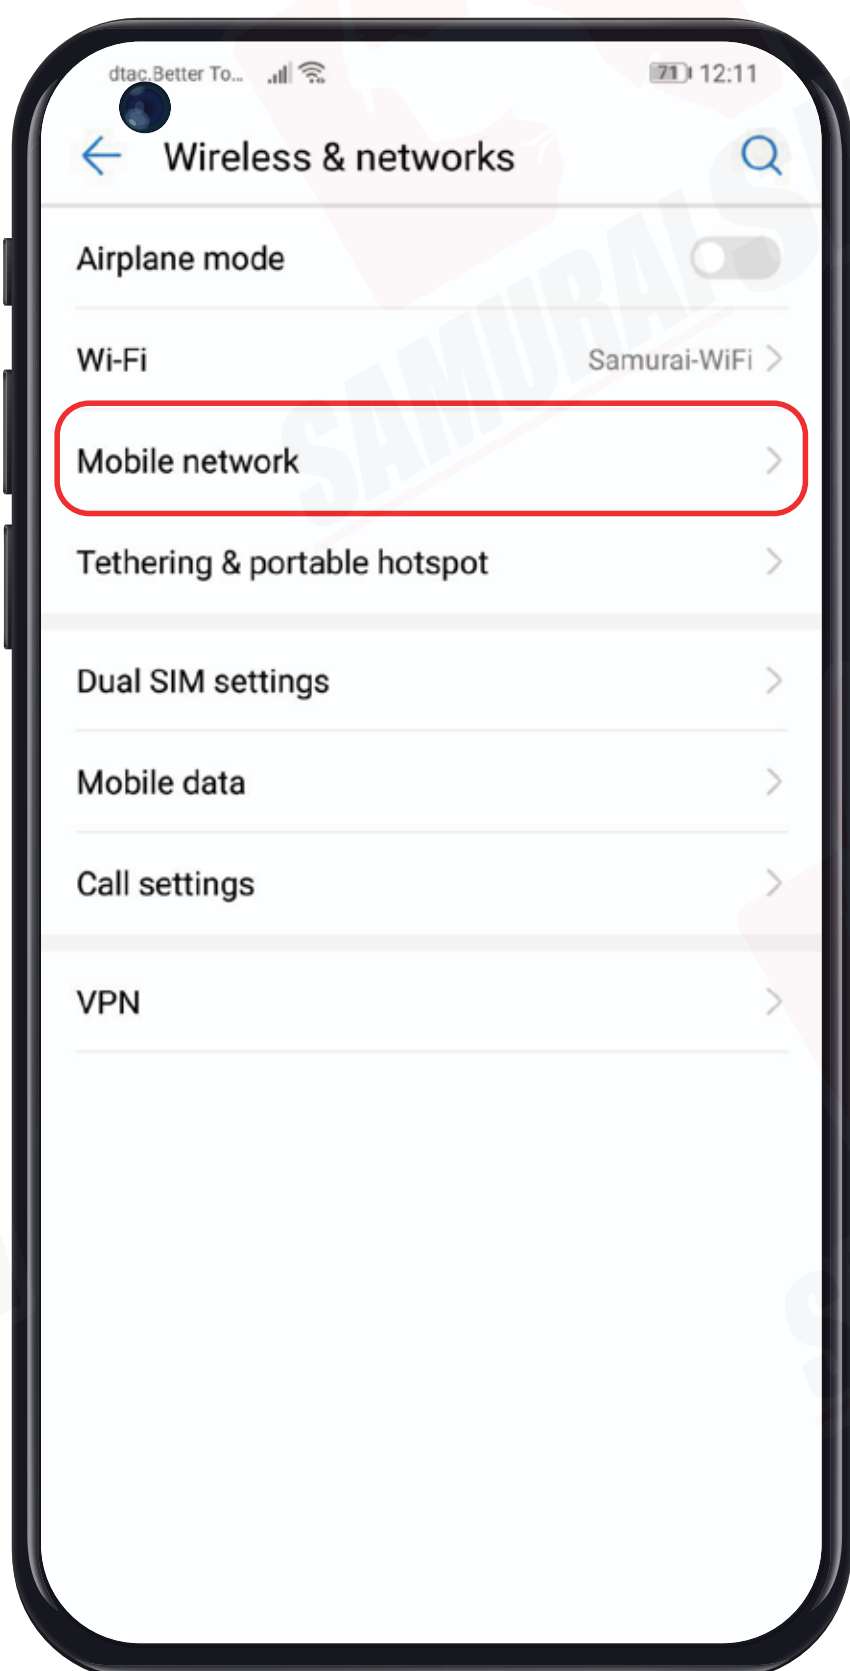 dtac.Better To... 71 12:11
Wireless & networks
Airplane mode
Wi-Fi Samurai-WiFi
Mobile network
Tethering & portable hotspot
Dual SIM settings
Mobile data
Call settings
VPN
SAMURAI S